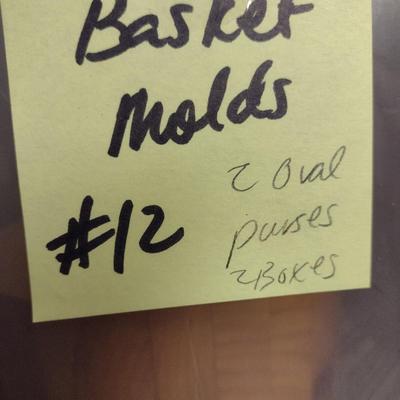 Basket
Molds
#12
2 Oval
purses
2 Boxes